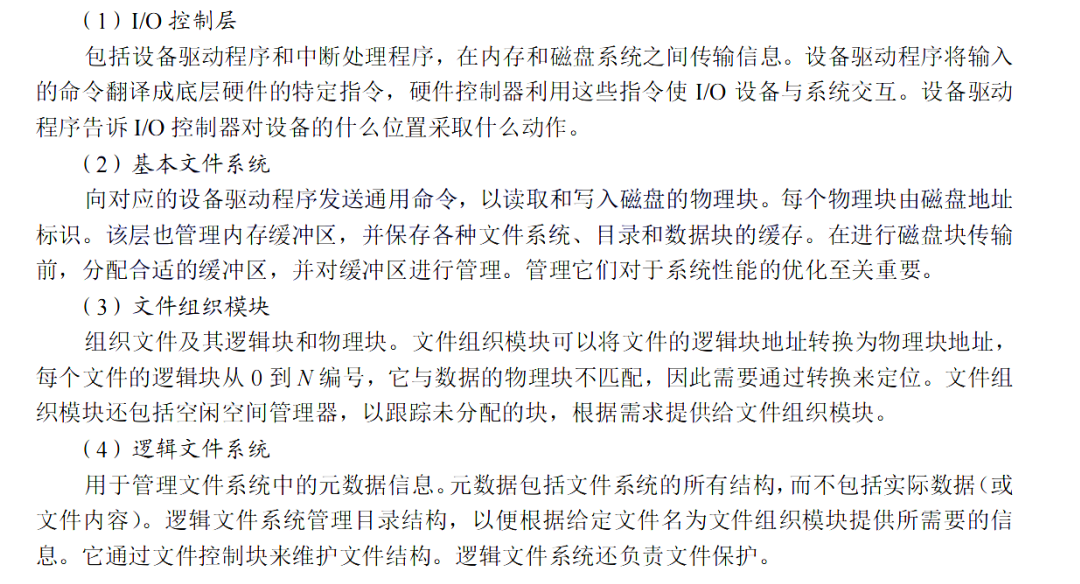 （1）I/O 控制层
包括设备驱动程序和中断处理程序，在内存和磁盘系统之间传输信息。设备驱动程序将输入
的命令翻译成底层硬件的特定指令，硬件控制器利用这些指令使 I/O 设备与系统交互。设备驱动
程序告诉 I/O 控制器对设备的什么位置采取什么动作。
（2）基本文件系统
向对应的设备驱动程序发送通用命令，以读取和写入磁盘的物理块。每个物理块由磁盘地址
标识。该层也管理内存缓冲区，并保存各种文件系统、目录和数据块的缓存。在进行磁盘块传输
前，分配合适的缓冲区，并对缓冲区进行管理。管理它们对于系统性能的优化至关重要。
（3）文件组织模块
组织文件及其逻辑块和物理块。文件组织模块可以将文件的逻辑块地址转换为物理块地址，
每个文件的逻辑块从 0 到 N 编号，它与数据的物理块不匹配，因此需要通过转换来定位。文件组
织模块还包括空闲空间管理器，以跟踪未分配的块，根据需求提供给文件组织模块。
（4）逻辑文件系统
用于管理文件系统中的元数据信息。元数据包括文件系统的所有结构，而不包括实际数据（或
文件内容）。逻辑文件系统管理目录结构，以便根据给定文件名为文件组织模块提供所需要的信
息。它通过文件控制块来维护文件结构。逻辑文件系统还负责文件保护。